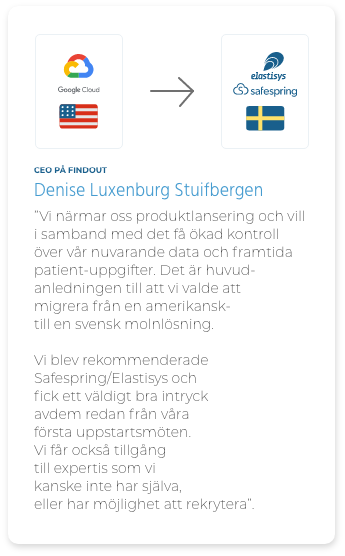 Google Cloud
elastisys
safespring
CEO PÅ FINDOUT
Denise Luxenburg Stuifbergen
"Vi närmar oss produktlansering och vill
i samband med det få ökad kontroll
över vår nuvarande data och framtida
patient-uppgifter. Det är huvud-
anledningen till att vi valde att
migrera från en amerikansk-
till en svensk molnlösning.
Vi blev rekommenderade
Safespring/Elastisys och
fick ett väldigt bra intryck
avdem redan från våra
första uppstartsmöten.
Vi får också tillgång
till expertis som vi
kanske inte har själva,
eller har möjlighet att rekrytera".